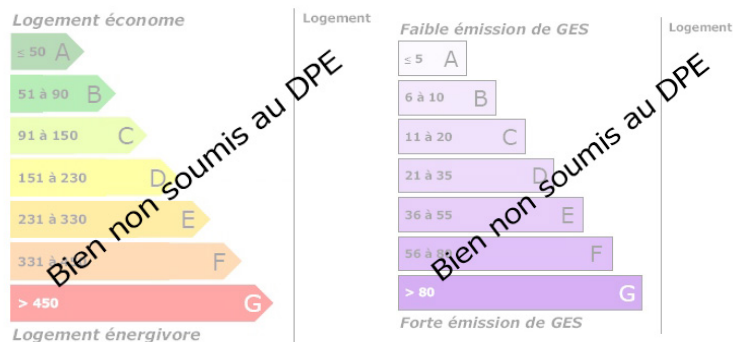 Logement économe
Logement
≤ 50 A
51 à 90 B
91 à 150 C
151 à 230 D
231 à 330 E
331 à F
> 450 G
Logement énergivore
Bien non soumis au DPE
Faible émission de GES
Logement
≤ 5 A
6 à 10 B
11 à 20 C
21 à 35 D
36 à 55 E
56 à 80 F
> 80 G
Forte émission de GES
Bien non soumis au DPE